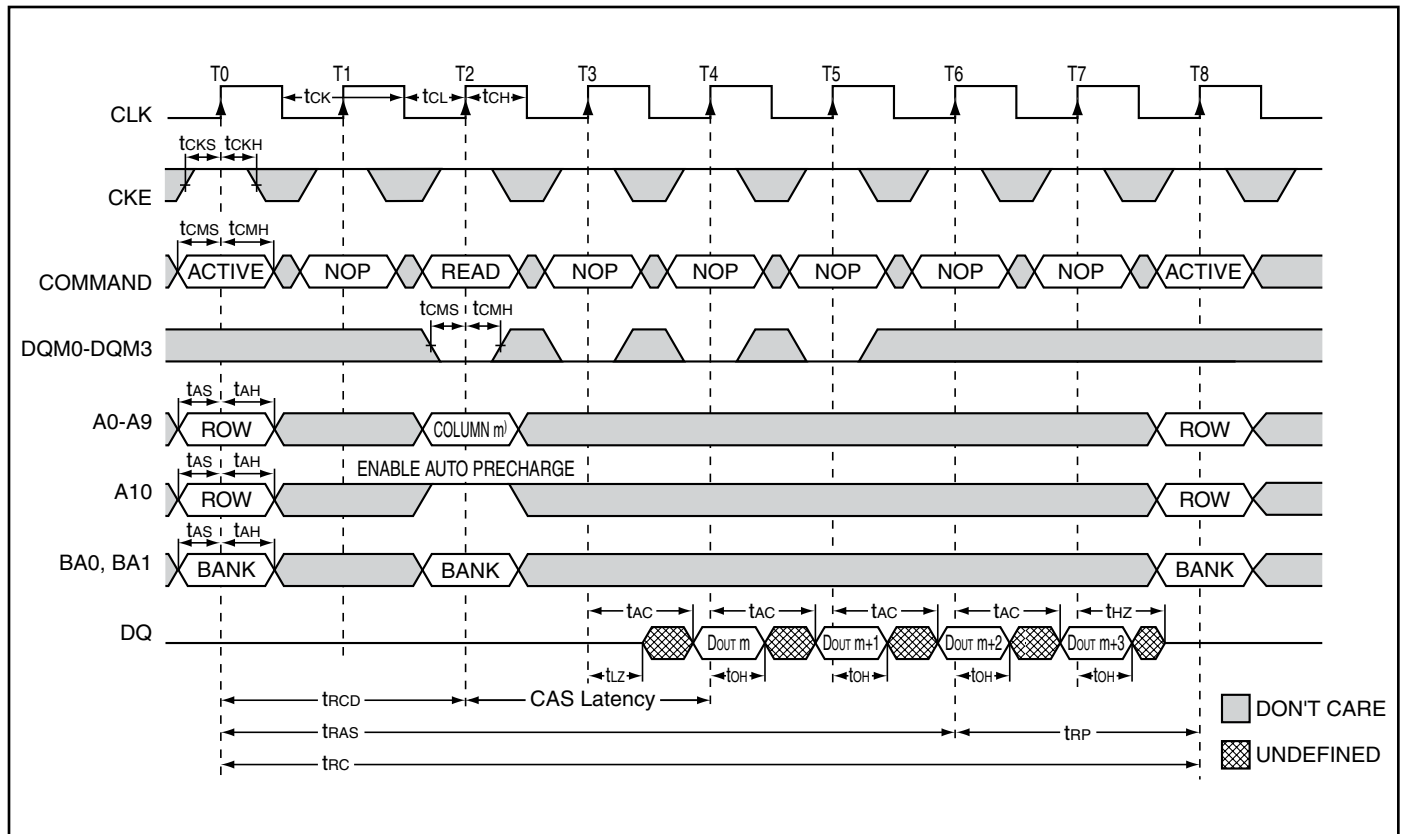 T0 T1 T2 T3 T4 T5 T6 T7 T8
CLK tCK tCL tCH
tCKS tCKH
CKE
tCMS tCMH
COMMAND ACTIVE NOP READ NOP NOP NOP NOP NOP ACTIVE
tCMS tCMH
DQM0-DQM3
tAS tAH
A0-A9 ROW COLUMN m) ROW
tAS tAH ENABLE AUTO PRECHARGE
A10 ROW ROW
tAS tAH
BA0, BA1 BANK BANK BANK
tAC tAC tAC tAC tHZ
DQ DOUT m DOUT m+1 DOUT m+2 DOUT m+3
tLZ tOH tOH tOH tOH
tRCD CAS Latency
DON'T CARE
tRAS tRP
UNDEFINED
tRC